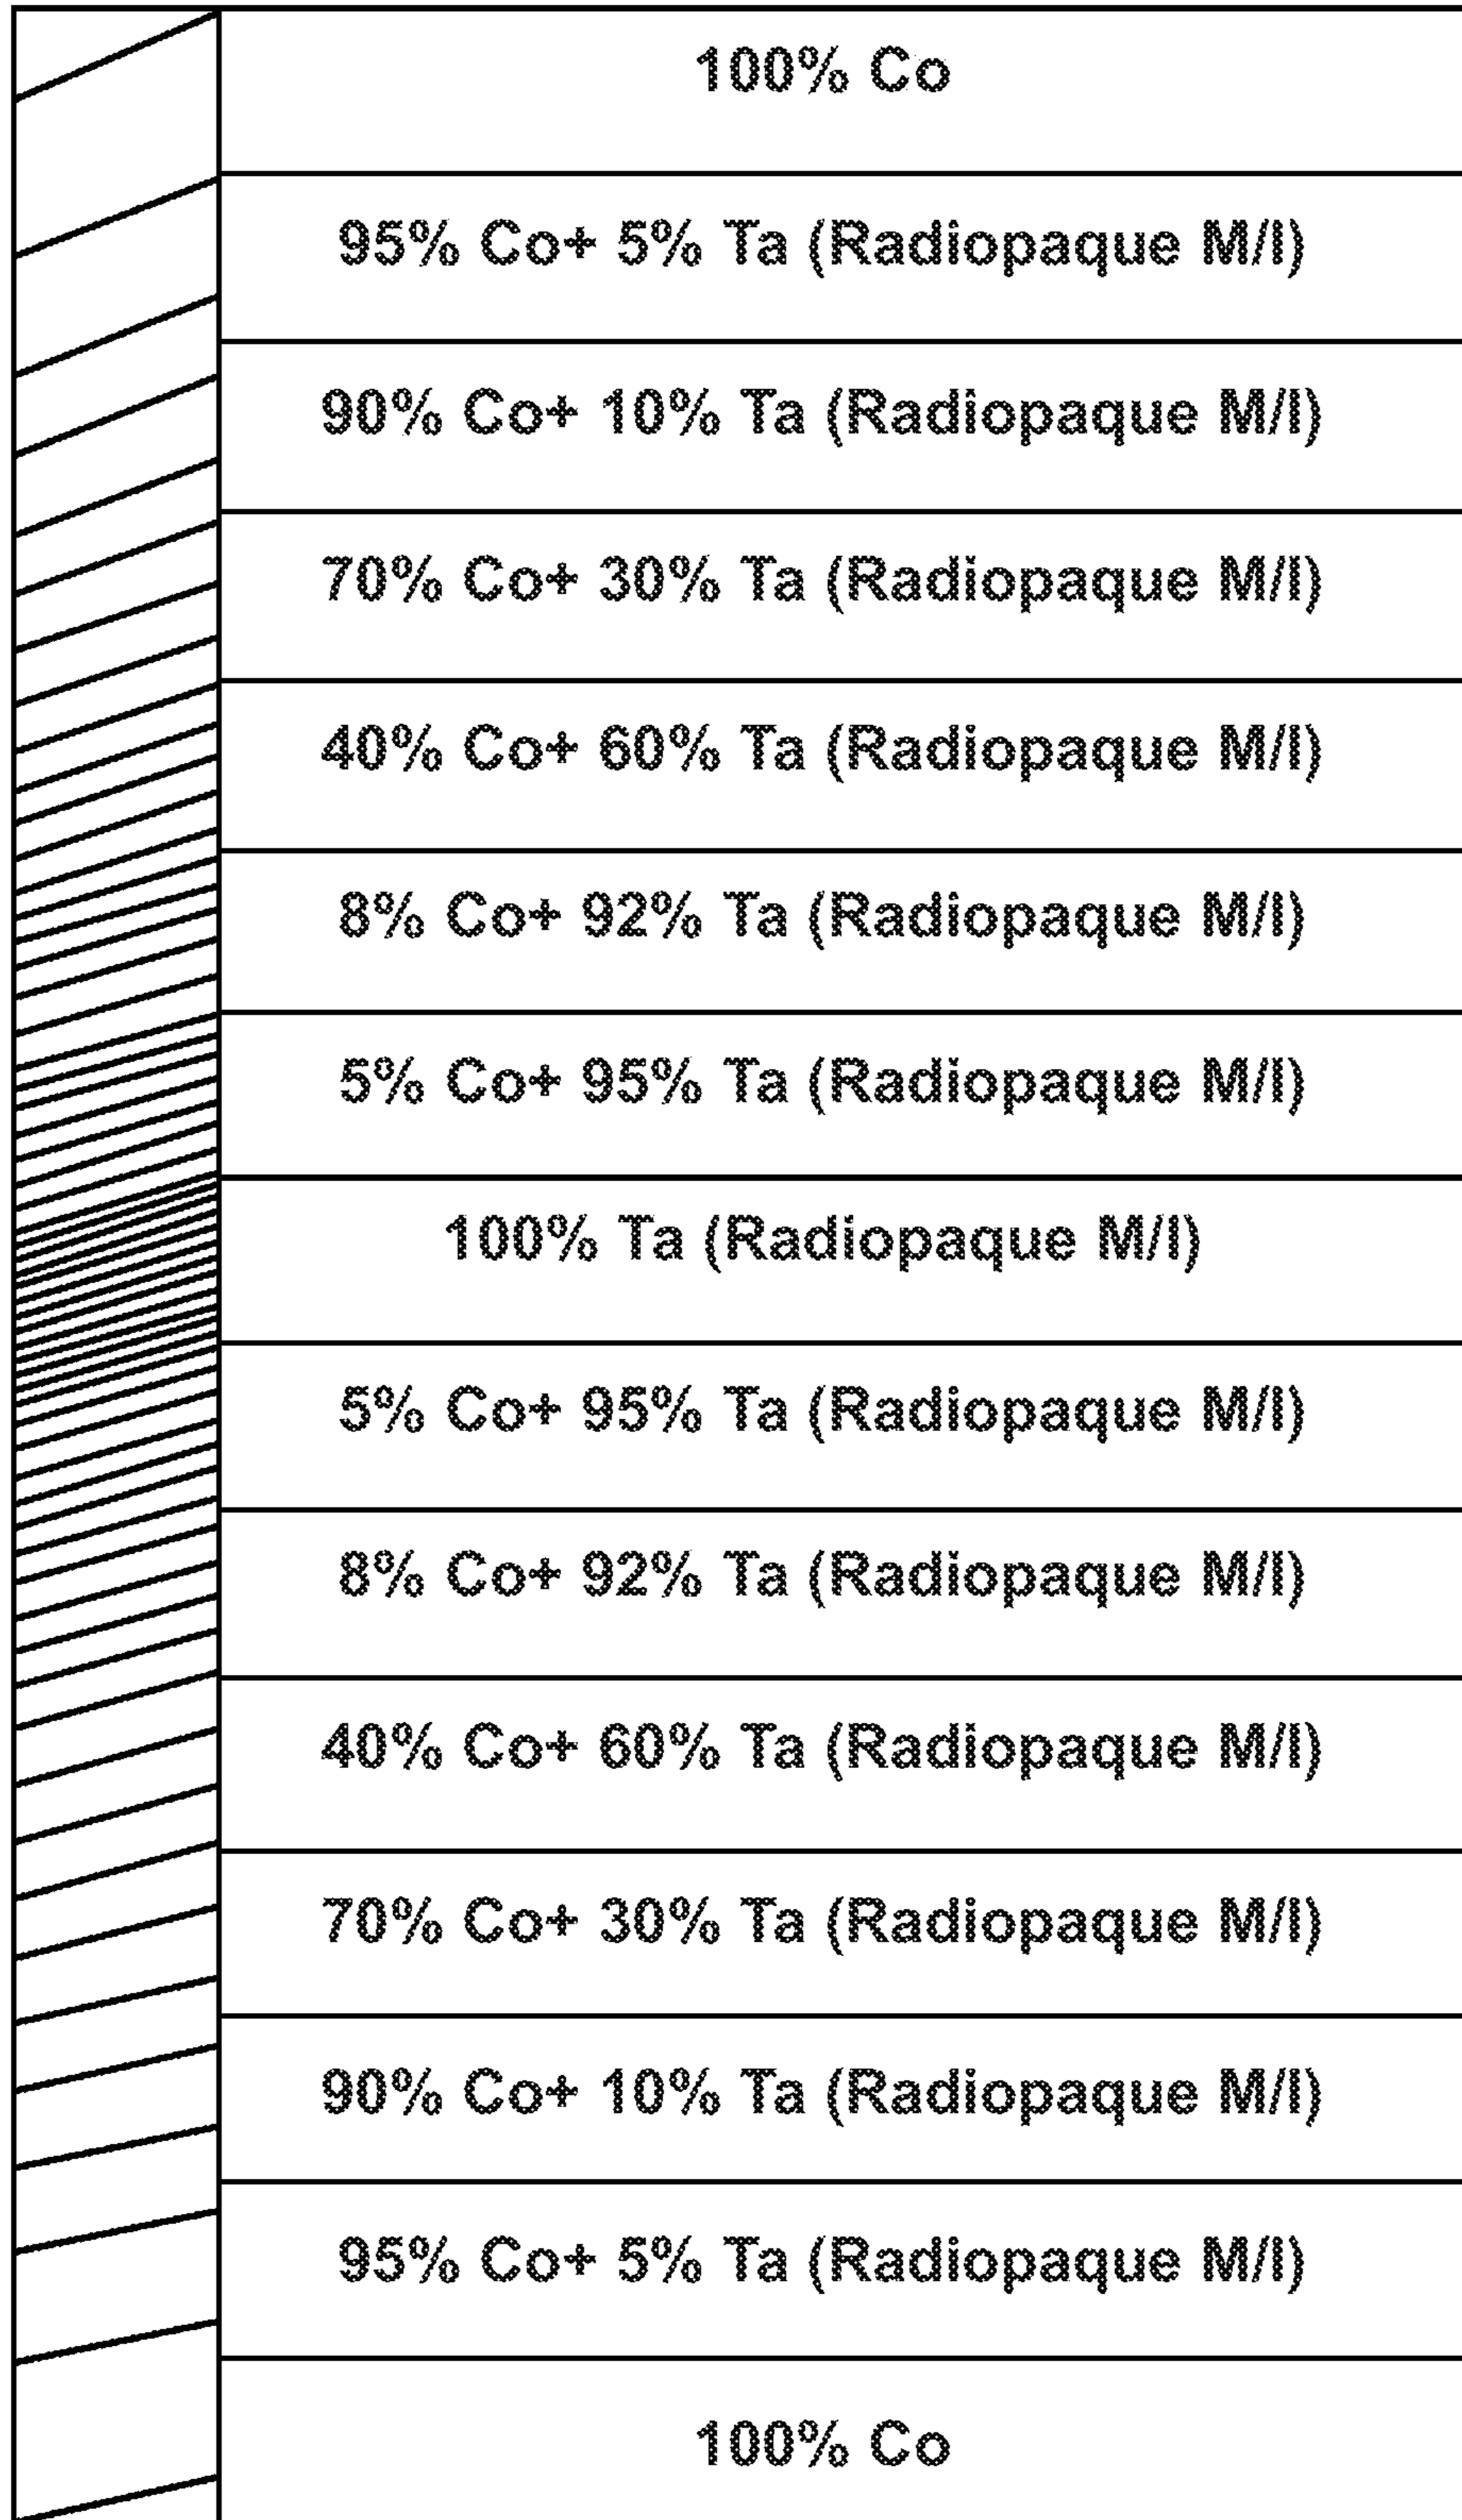 100% Co
95% Co+ 5% Ta (Radiopaque M/l)
90% Co+ 10% Ta (Radiopaque M/l)
70% Co+ 30% Ta (Radiopaque M/l)
40% Co+ 60% Ta (Radiopaque M/l)
8% Co+ 92% Ta (Radiopaque M/l)
5% Co+ 95% Ta (Radiopaque M/l)
100% Ta (Radiopaque M/l)
5% Co+ 95% Ta (Radiopaque M/l)
8% Co+ 92% Ta (Radiopaque M/l)
40% Co+ 60% Ta (Radiopaque M/l)
70% Co+ 30% Ta (Radiopaque M/l)
90% Co+ 10% Ta (Radiopaque M/l)
95% Co+ 5% Ta (Radiopaque M/l)
100% Co